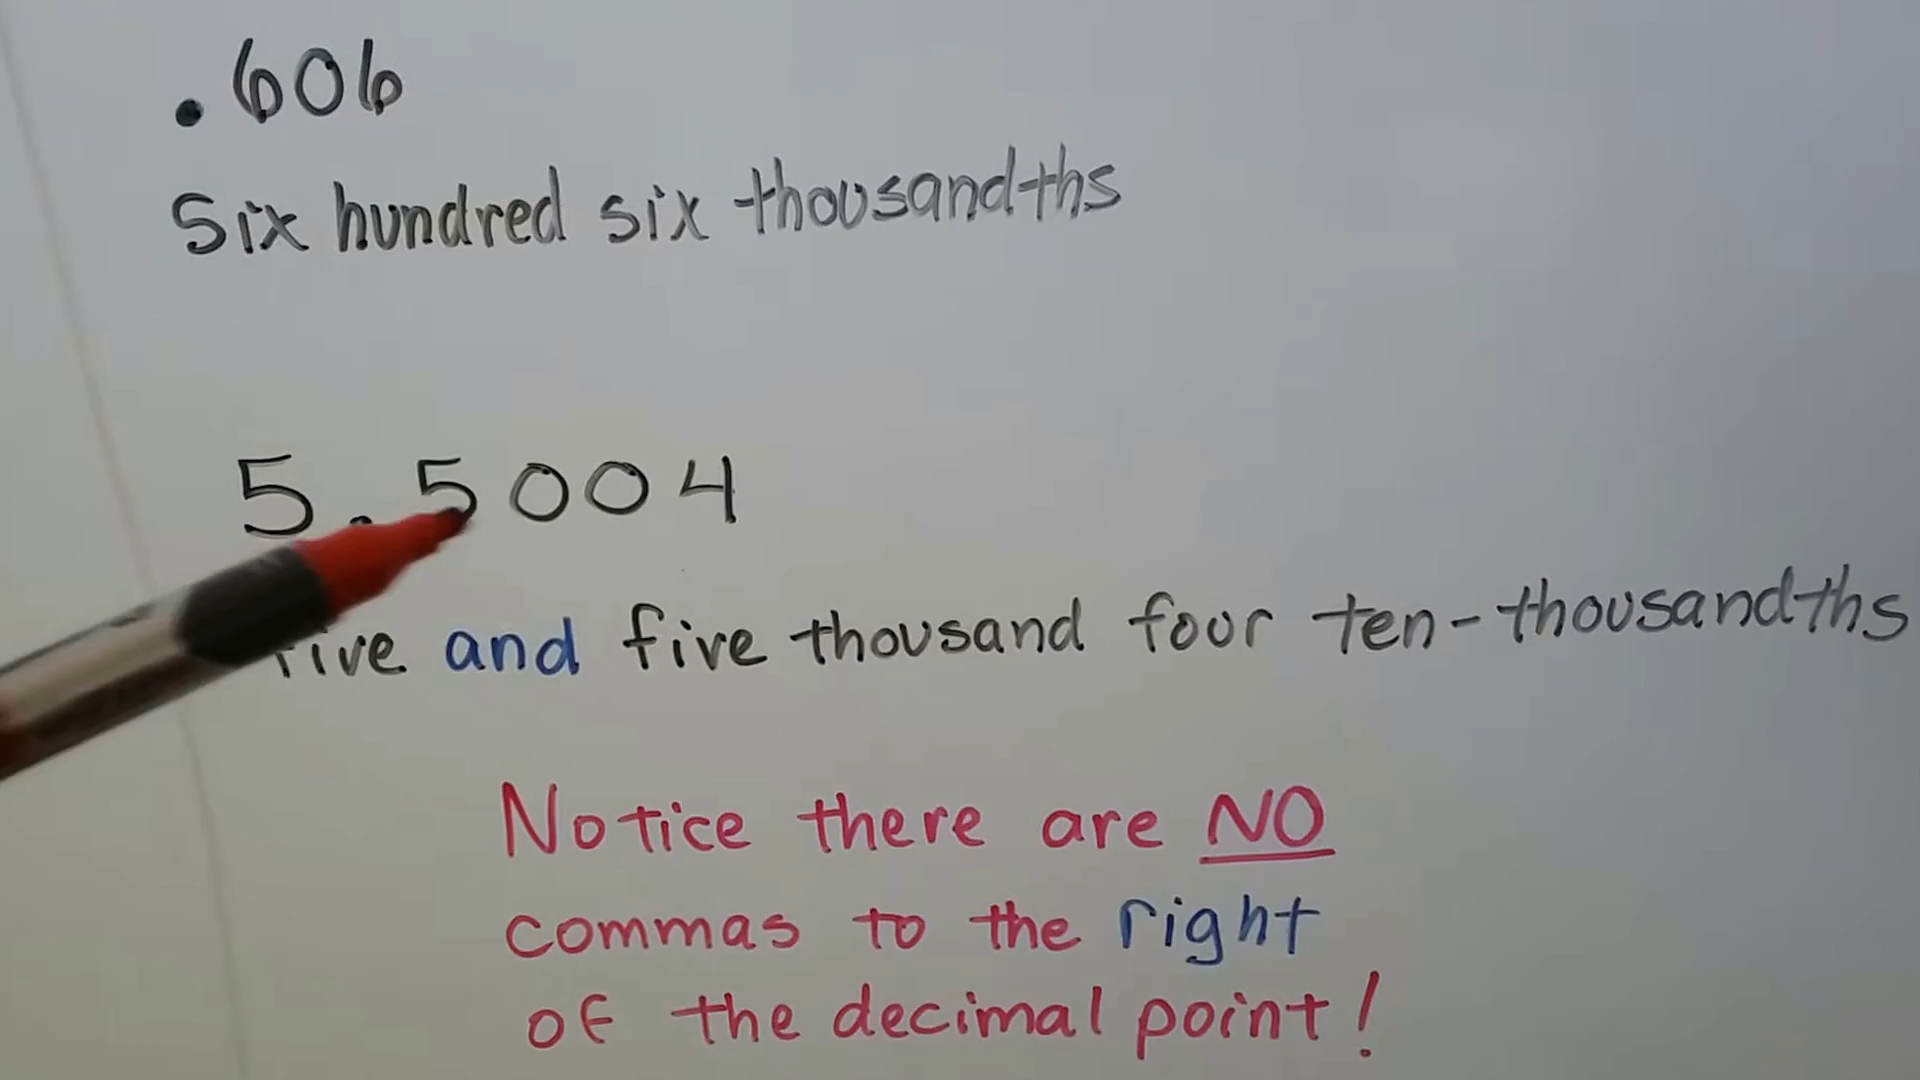 .606
Six hundred six thousandths
5.5004
five and five thousand four ten-thousandths
Notice there are NO
commas to the right
of the decimal point!